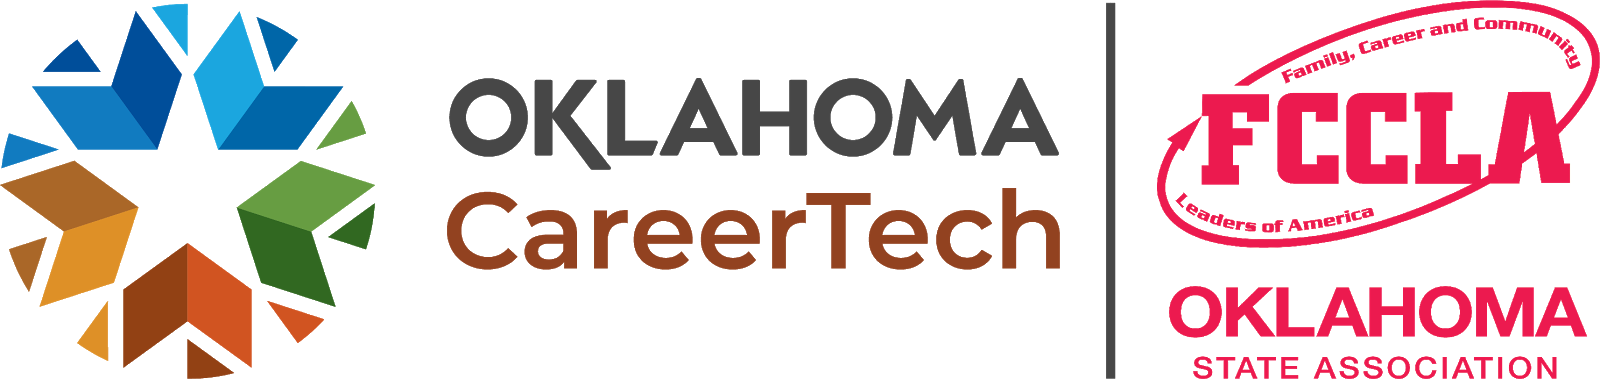 OKLAHOMA
CareerTech
Family, Career and Community
FCCLA
Leaders of America
OKLAHOMA
STATE ASSOCIATION